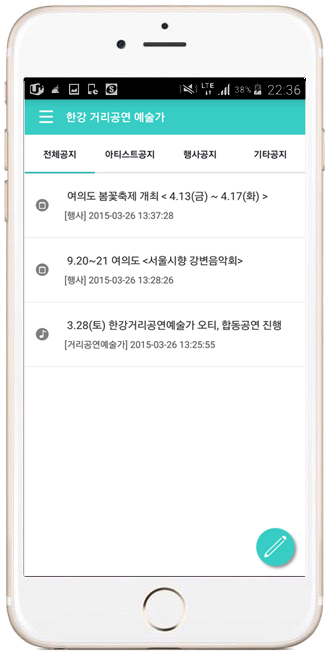 LTE 38% 22:36
한강 거리공연 예술가
전체공지 아티스트공지 행사공지 기타공지
여의도 봄꽃축제 개최 < 4.13(금) ~ 4.17(화) >
[행사] 2015-03-26 13:37:28
9.20~21 여의도 <서울시향 강변음악회>
[행사] 2015-03-26 13:28:26
3.28(토) 한강거리공연예술가 오티, 합동공연 진행
[거리공연예술가] 2015-03-26 13:25:55